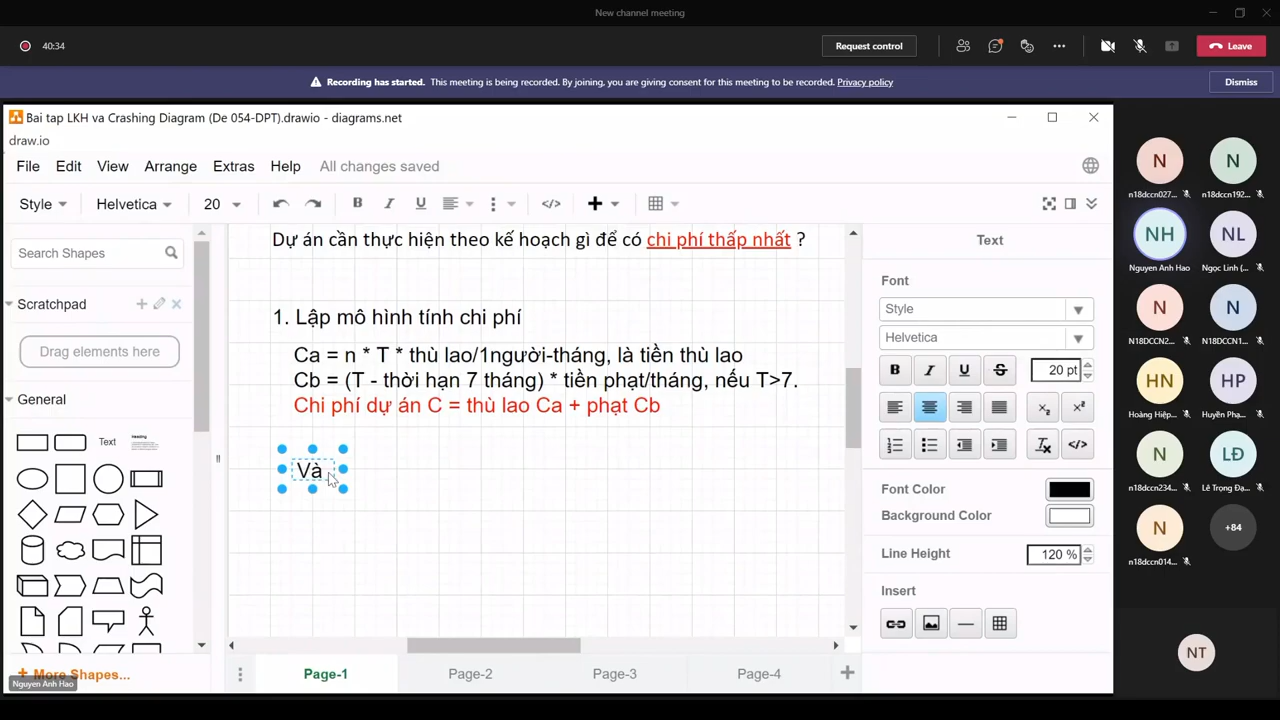 New channel meeting
40:34
Request control
Leave
Recording has started. This meeting is being recorded. By joining, you are giving consent for this meeting to be recorded. Privacy policy
Dismiss
Bai tap LKH va Crashing Diagram (De 054-DPT).drawio - diagrams.net
draw.io
File Edit View Arrange Extras Help All changes saved
Style Helvetica 20 B I U </>
Search Shapes
Scratchpad
Drag elements here
General
Text
Heading
More Shapes...
Nguyen Anh Hao
Dự án cần thực hiện theo kế hoạch gì để có chi phí thấp nhất ?
1. Lập mô hình tính chi phí
Ca = n * T * thù lao/1người-tháng, là tiền thù lao
Cb = (T - thời hạn 7 tháng) * tiền phạt/tháng, nếu T>7.
Chi phí dự án C = thù lao Ca + phạt Cb
Và
Page-1 Page-2 Page-3 Page-4
Text
Font
Style
Helvetica
B I U S 20 pt
Font Color
Background Color
Line Height 120 %
Insert
N N
n18dccn027... n18dccn192...
NH NL
Nguyen Anh Hao Ngọc Linh (...
N N
N18DCCN2... N18DCCN1...
HN HP
Hoàng Hiệp... Huyền Phạ...
N LĐ
n18dccn234... Lê Trọng Đạ...
N +84
n18dccn014...
NT